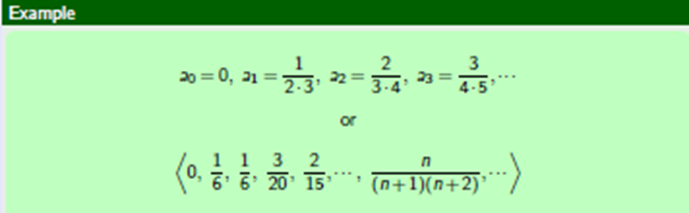 Example
a₀ = 0, a₁ = 1/(2·3), a₂ = 2/(3·4), a₃ = 3/(4·5), ⋯
or
⟨0, 1/6, 1/6, 3/20, 2/15, ⋯, n/((n+1)(n+2)), ⋯⟩